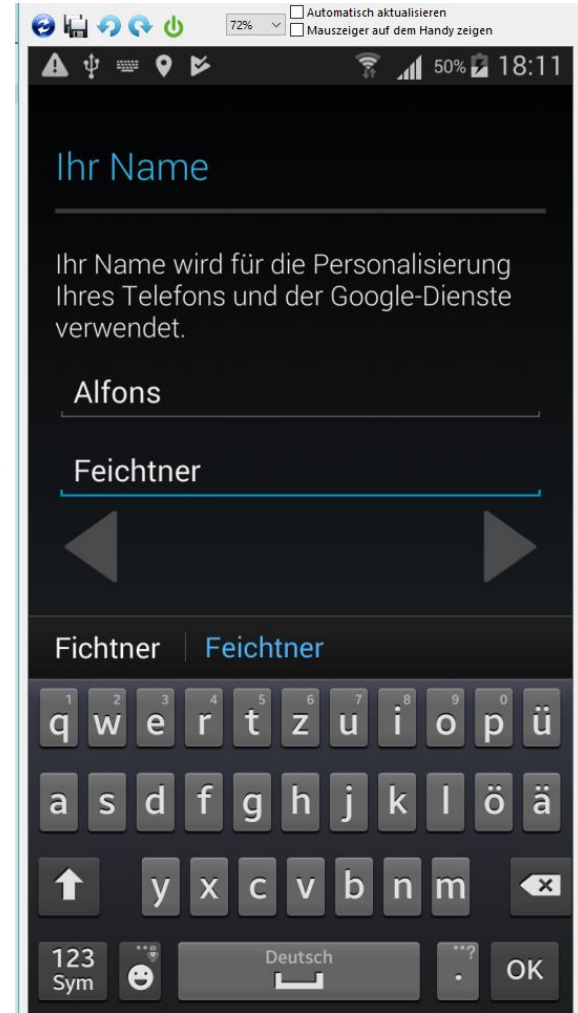 72% Automatisch aktualisieren
Mauszeiger auf dem Handy zeigen
50% 18:11
Ihr Name
Ihr Name wird für die Personalisierung
Ihres Telefons und der Google-Dienste
verwendet.
Alfons
Feichtner
Fichtner Feichtner
1 2 3 4 5 6 7 8 9 0
q w e r t z u i o p ü
a s d f g h j k l ö ä
y x c v b n m
123 Deutsch ? OK
Sym .